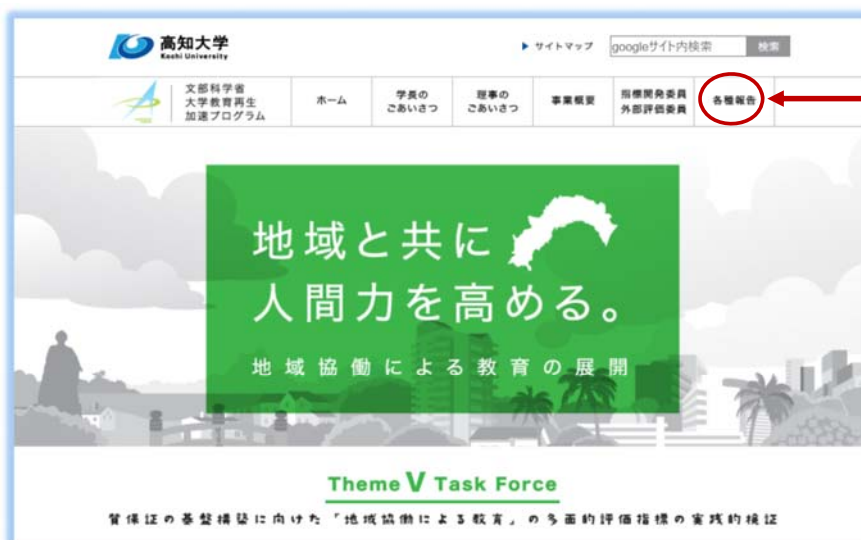 高知大学
Kochi University
サイトマップ
googleサイト内検索
検索
文部科学省
大学教育再生
加速プログラム
ホーム
学長の
ごあいさつ
理事の
ごあいさつ
事業概要
指標開発委員
外部評価委員
各種報告
地域と共に
人間力を高める。
地域協働による教育の展開
Theme V Task Force
質保証の基盤構築に向けた「地域協働による教育」の多面的評価指標の実践的検証